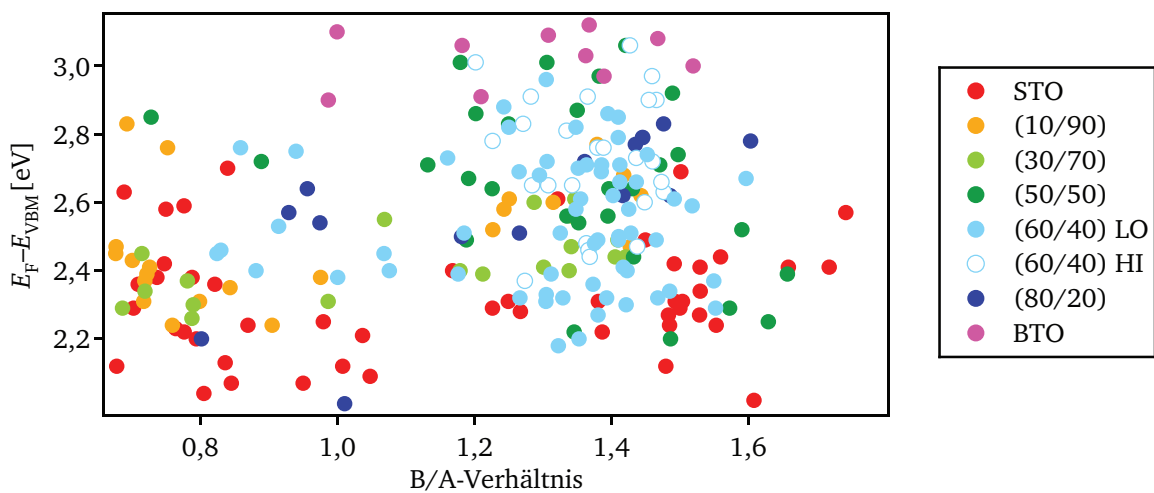 3,0
2,8
2,6
2,4
2,2
E_F−E_VBM [eV]
0,8 1,0 1,2 1,4 1,6
B/A-Verhältnis
STO
(10/90)
(30/70)
(50/50)
(60/40) LO
(60/40) HI
(80/20)
BTO